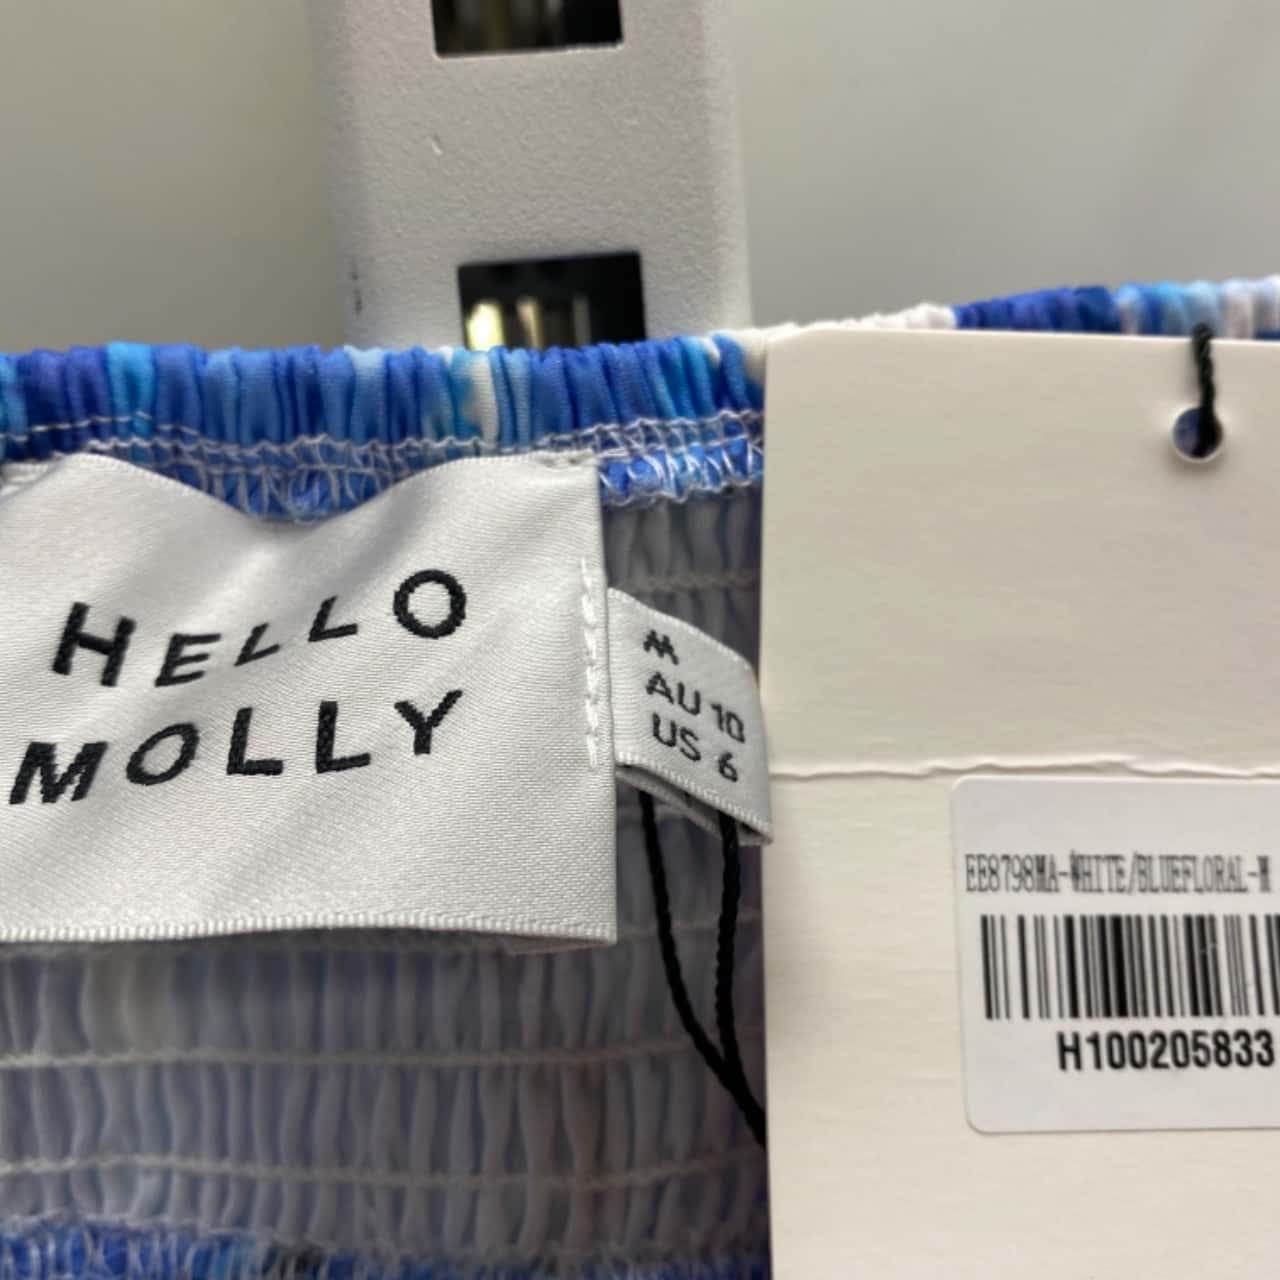 HELLO
MOLLY
M
AU 10
US 6
EE8798MA-WHITE/BLUEFLORAL-M
H100205833